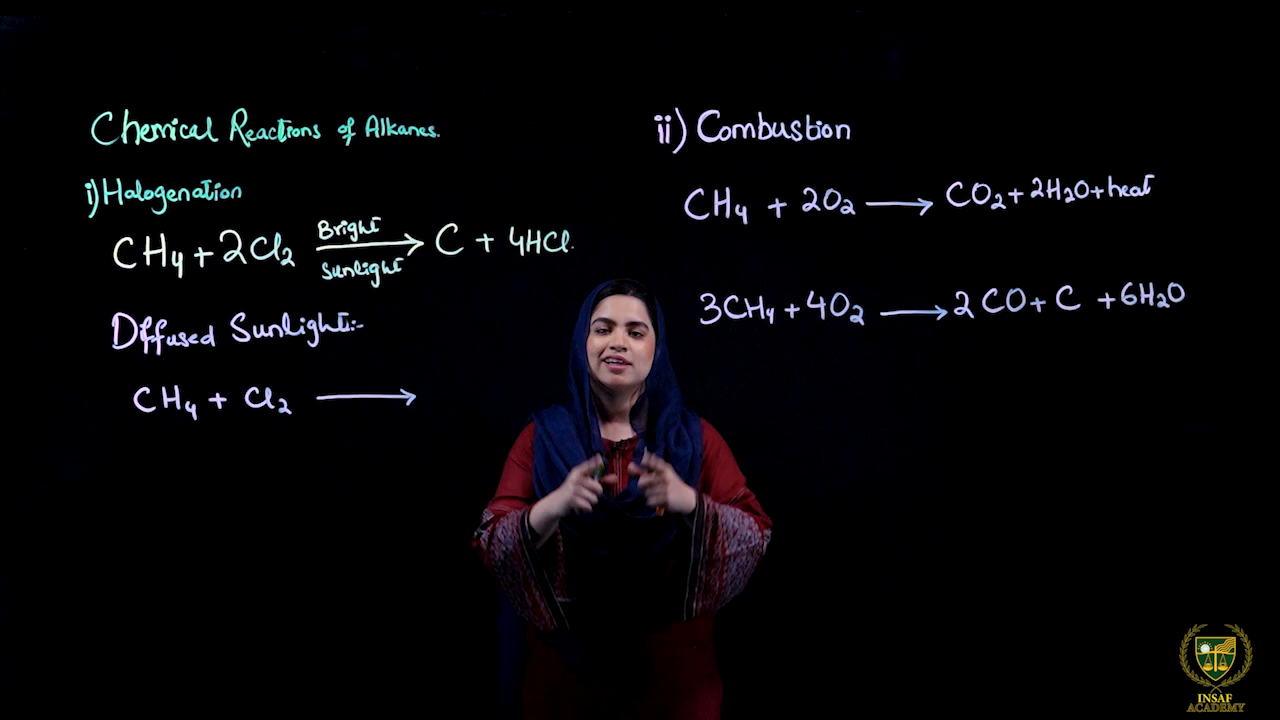 Chemical Reactions of Alkanes.
i) Halogenation
CH₄ + 2Cl₂ Bright Sunlight → C + 4HCl.
Diffused Sunlight:-
CH₄ + Cl₂ →
ii) Combustion
CH₄ + 2O₂ → CO₂ + 2H₂O + heat
3CH₄ + 4O₂ → 2CO + C + 6H₂O
INSAF
ACADEMY